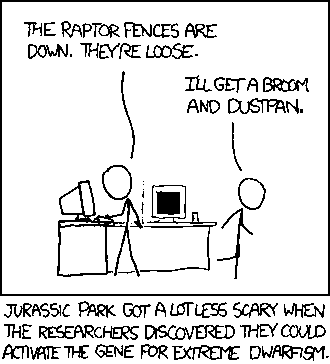 THE RAPTOR FENCES ARE
DOWN. THEY'RE LOOSE.
I'LL GET A BROOM
AND DUSTPAN.
JURASSIC PARK GOT A LOT LESS SCARY WHEN
THE RESEARCHERS DISCOVERED THEY COULD
ACTIVATE THE GENE FOR EXTREME DWARFISM